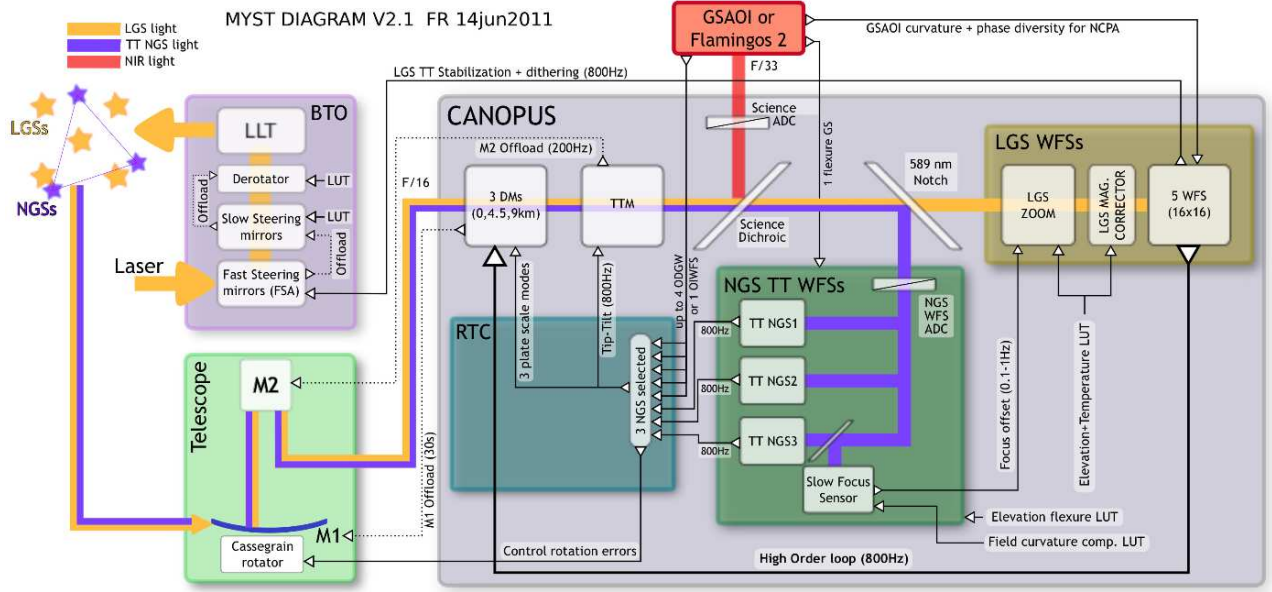 MYST DIAGRAM V2.1  FR 14jun2011
LGS light
TT NGS light
NIR light
LGSs
NGSs
BTO
LLT
Derotator
LUT
Offload
Slow Steering
mirrors
LUT
Offload
Laser
Fast Steering
mirrors (FSA)
Telescope
M2
M1
Cassegrain
rotator
GSAOI or
Flamingos 2
GSAOI curvature + phase diversity for NCPA
LGS TT Stabilization + dithering (800Hz)
F/33
CANOPUS
Science
ADC
M2 Offload (200Hz)
1 flexure GS
F/16
3 DMs
(0,4.5,9km)
TTM
Science
Dichroic
589 nm
Notch
LGS WFSs
LGS
ZOOM
LGS MAG.
CORRECTOR
5 WFS
(16x16)
RTC
3 plate scale modes
Tip-Tilt (800Hz)
3 NGS selected
up to 4 ODGW
or 1 OIWFS
M1 Offload (30s)
NGS TT WFSs
NGS
WFS
ADC
800Hz
TT NGS1
800Hz
TT NGS2
800Hz
TT NGS3
Slow Focus
Sensor
Focus offset (0.1-1Hz)
Elevation+Temperature LUT
Elevation flexure LUT
Field curvature comp. LUT
Control rotation errors
High Order loop (800Hz)